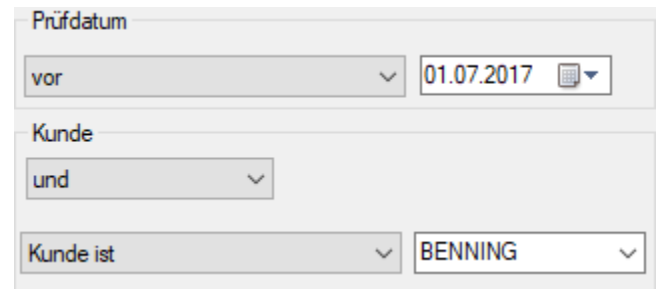 Prüfdatum
vor 01.07.2017
Kunde
und
Kunde ist BENNING